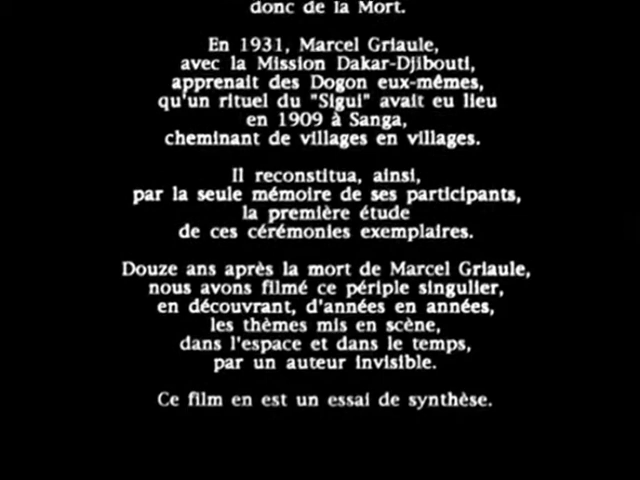 donc de la Mort.
En 1931, Marcel Griaule,
avec la Mission Dakar-Djibouti,
apprenait des Dogon eux-mêmes,
qu'un rituel du "Sigui" avait eu lieu
en 1909 à Sanga,
cheminant de villages en villages.
Il reconstitua, ainsi,
par la seule mémoire de ses participants,
la première étude
de ces cérémonies exemplaires.
Douze ans après la mort de Marcel Griaule,
nous avons filmé ce périple singulier,
en découvrant, d'années en années,
les thèmes mis en scène,
dans l'espace et dans le temps,
par un auteur invisible.
Ce film en est un essai de synthèse.